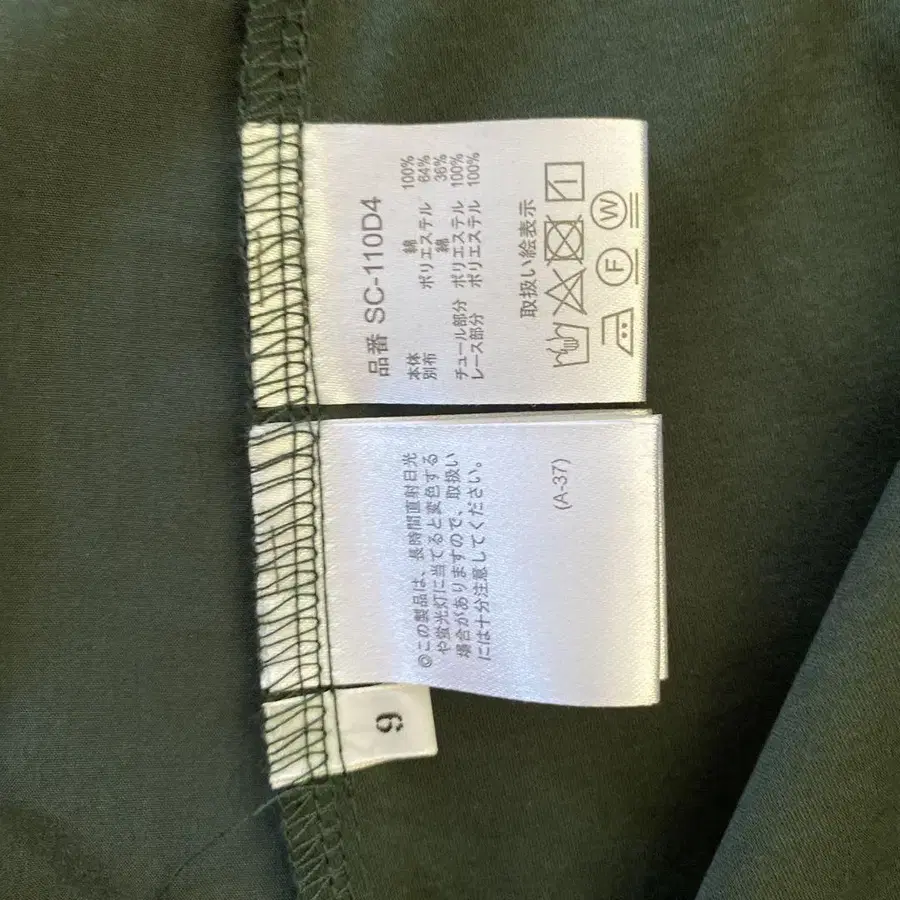 品番 SC-110D4
本体 綿 100%
別布 ポリエステル 64%
綿 36%
チュール部分 ポリエステル 100%
レース部分 ポリエステル 100%
取扱い絵表示
F W
◎この製品は、長時間直射日光
や蛍光灯に当てると変色する
場合がありますので、取扱い
には十分注意してください。
(A-37)
9